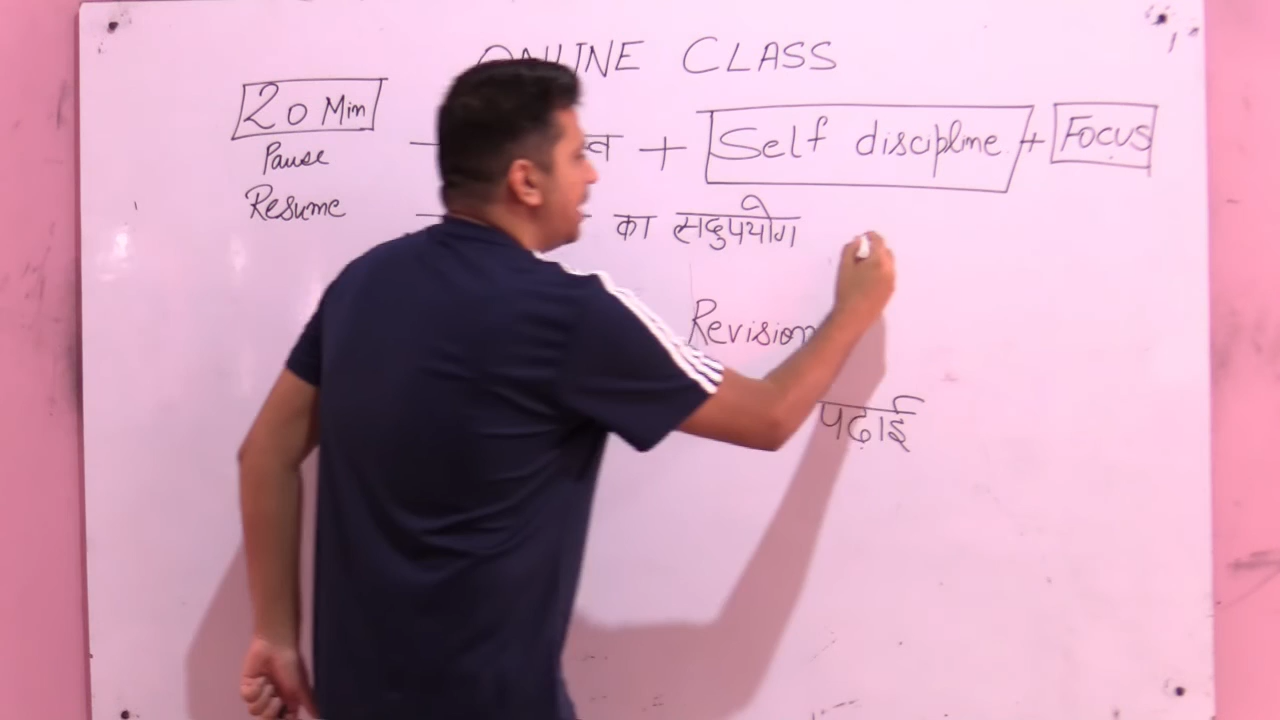 ONLINE CLASS
20 Min
Pause
Resume
+ Self discipline + Focus
का सदुपयोग
Revision
पढ़ाई